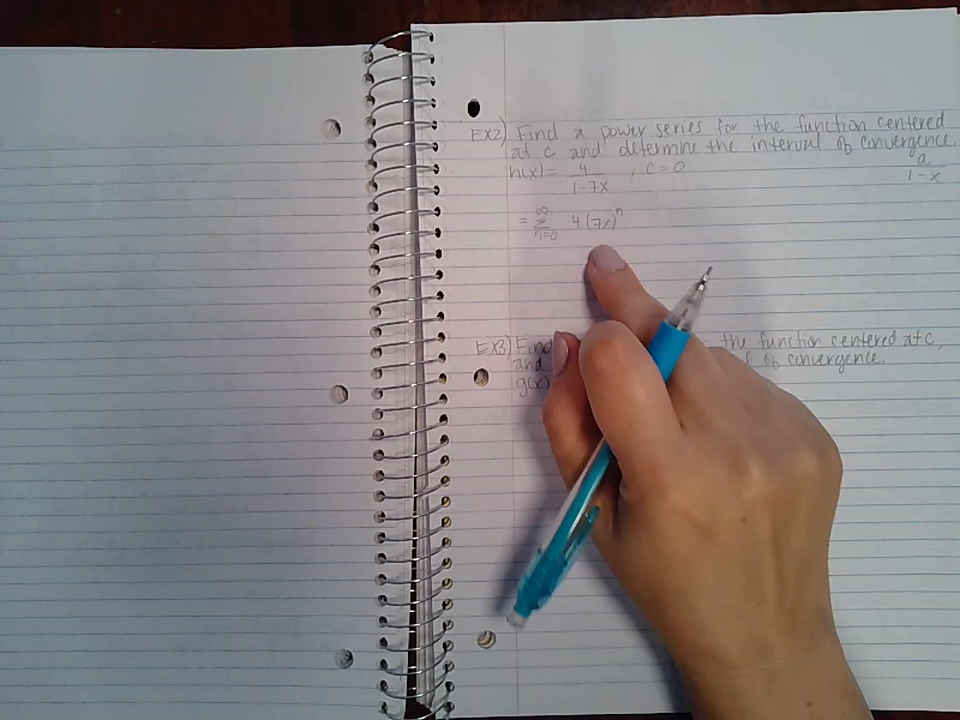 Ex2) Find a power series for the function centered
at c and determine the interval of convergence.
h(x) = 4 / 1-7x , c = 0
a / 1-x
= ∞ Σ n=0 4(7x)^n
Ex3) Find the function centered at c,
and of convergence.
g(x)